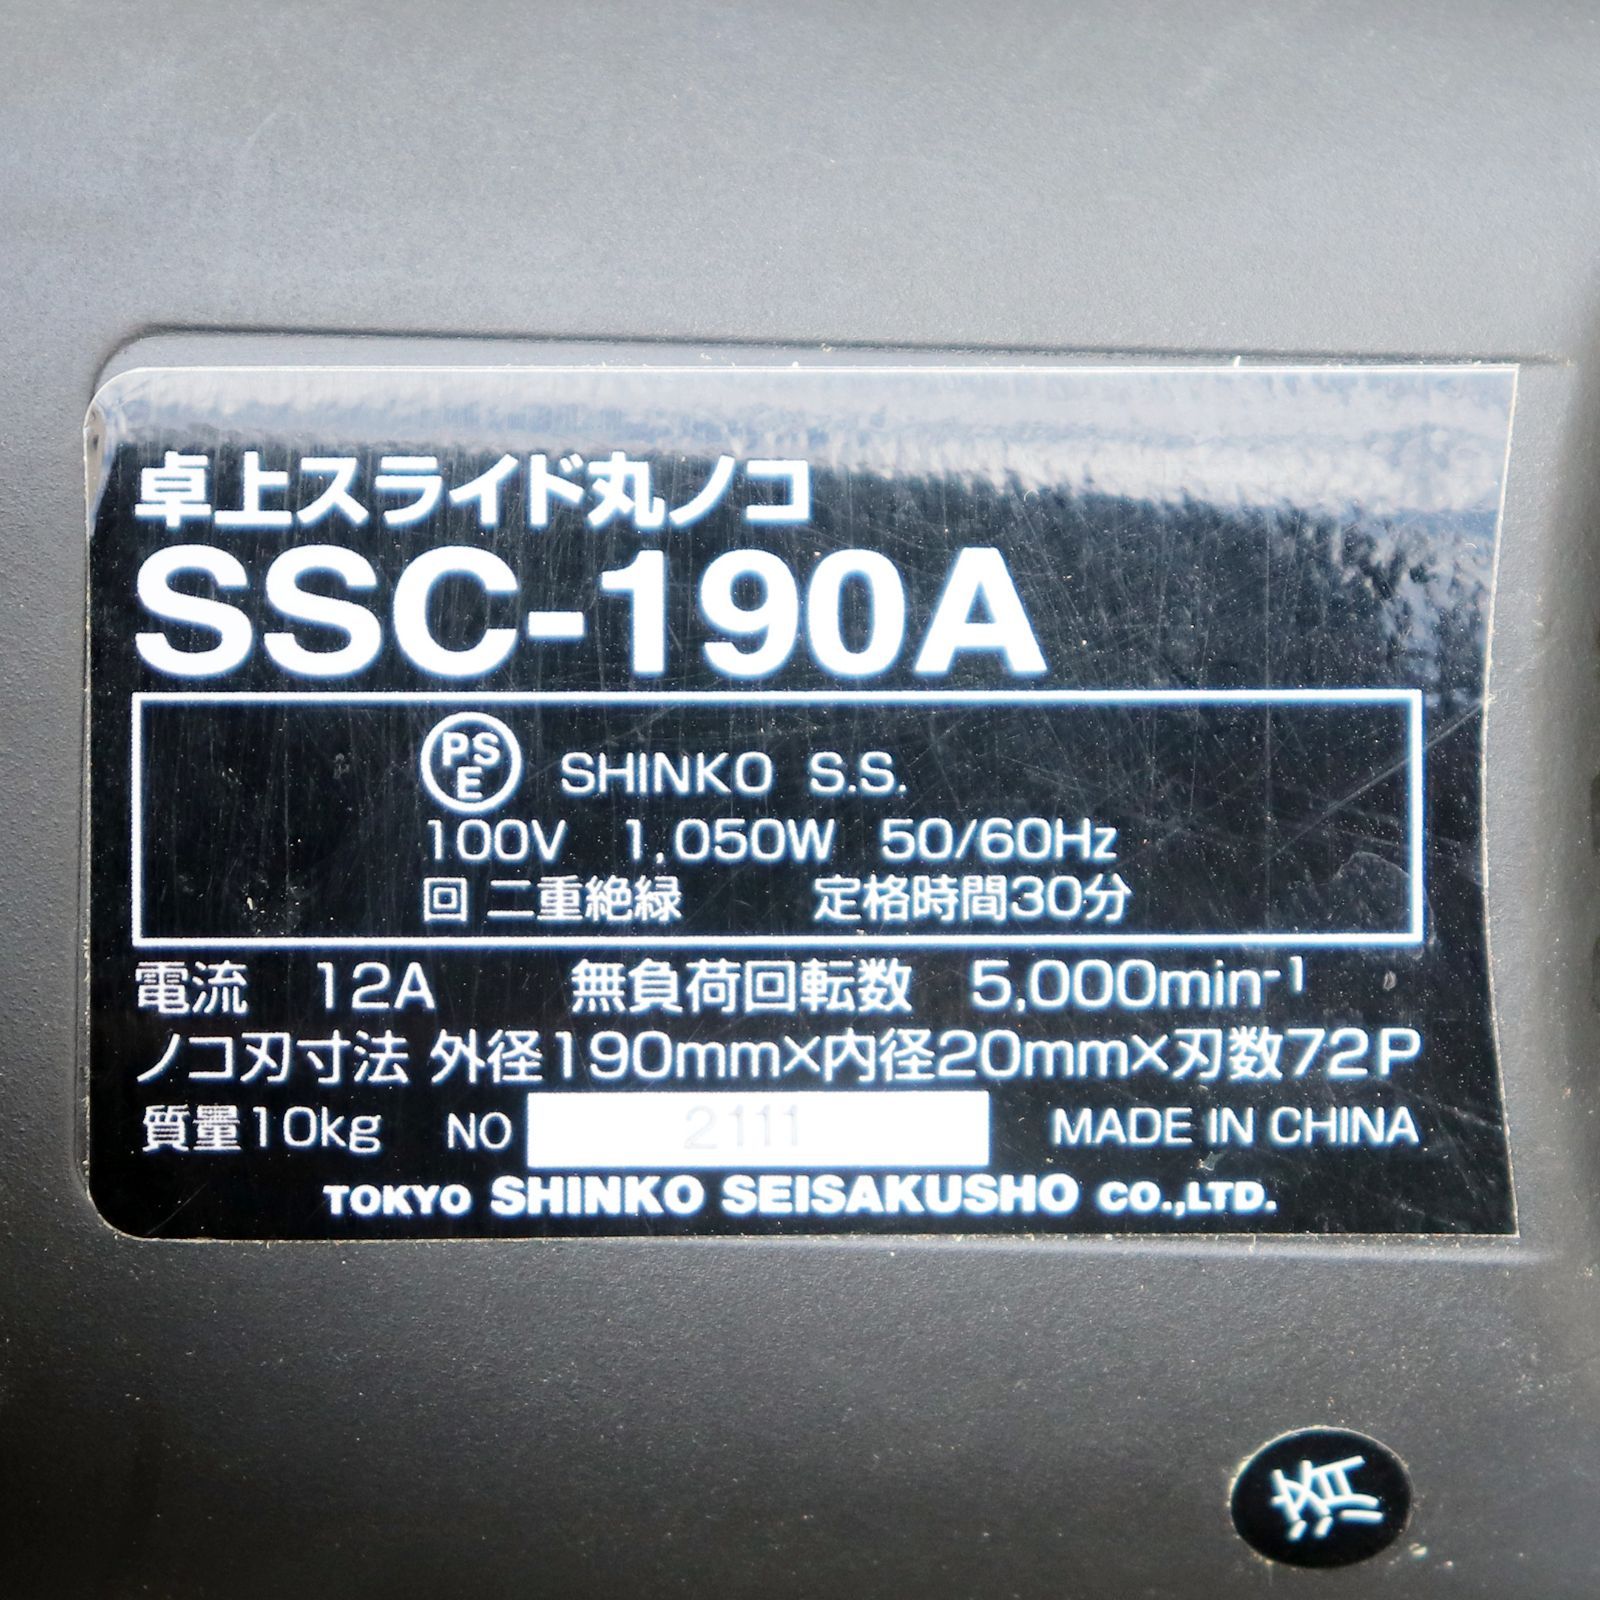 卓上スライド丸ノコ
SSC-190A
PSE SHINKO S.S.
100V 1,050W 50/60Hz
回 二重絶縁 定格時間30分
電流 12A 無負荷回転数 5,000min⁻¹
ノコ刃寸法 外径190mm×内径20mm×刃数72P
質量10kg NO 2111 MADE IN CHINA
TOKYO SHINKO SEISAKUSHO CO.,LTD.
済